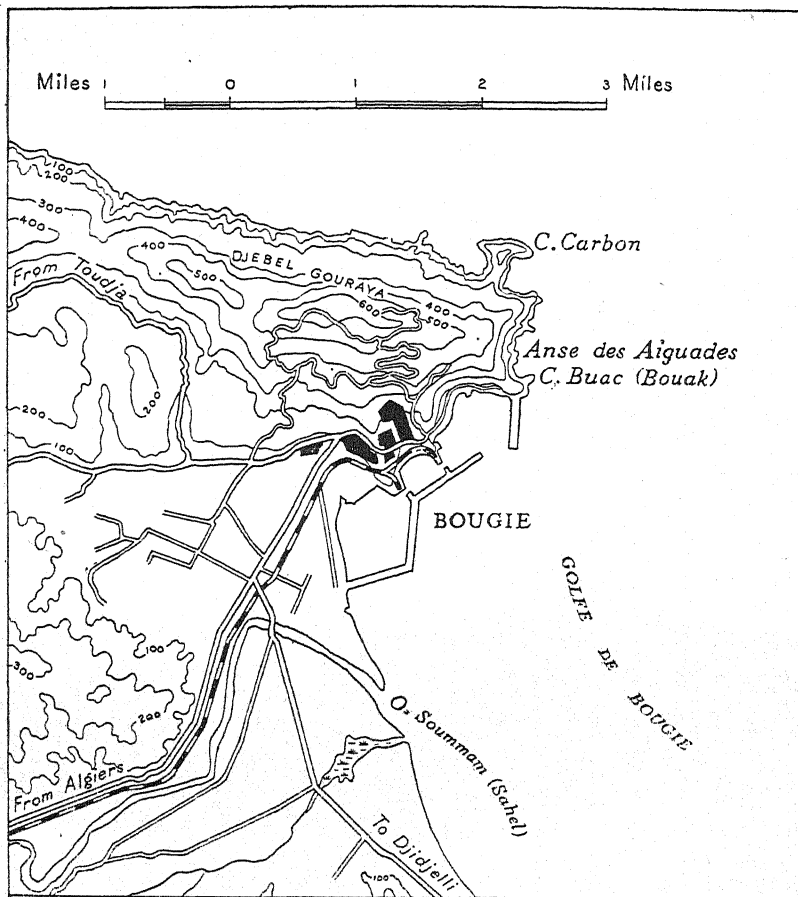 Miles 1 0 1 2 3 Miles
100
200
300
400
400
500
DJEBEL GOURAYA
600
400
500
C. Carbon
From Toudja
Anse des Aiguades
C. Buac (Bouak)
200
200
100
BOUGIE
GOLFE DE BOUGIE
100
300
200
O. Soummam (Sahel)
From Algiers
To Djidjelli
100